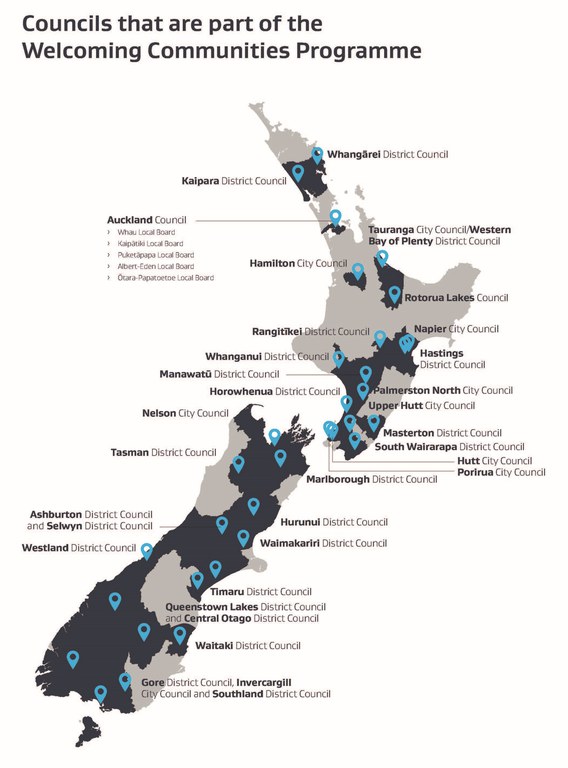 Councils that are part of the
Welcoming Communities Programme
Whangārei District Council
Kaipara District Council
Auckland Council
› Whau Local Board
› Kaipātiki Local Board
› Puketāpapa Local Board
› Albert-Eden Local Board
› Ōtara-Papatoetoe Local Board
Tauranga City Council/Western
Bay of Plenty District Council
Hamilton City Council
Rotorua Lakes Council
Rangitīkei District Council
Napier City Council
Whanganui District Council
Hastings
District Council
Manawatū District Council
Palmerston North City Council
Horowhenua District Council
Upper Hutt City Council
Nelson City Council
Masterton District Council
South Wairarapa District Council
Tasman District Council
Hutt City Council
Porirua City Council
Marlborough District Council
Ashburton District Council
and Selwyn District Council
Hurunui District Council
Waimakariri District Council
Westland District Council
Timaru District Council
Queenstown Lakes District Council
and Central Otago District Council
Waitaki District Council
Gore District Council, Invercargill
City Council and Southland District Council